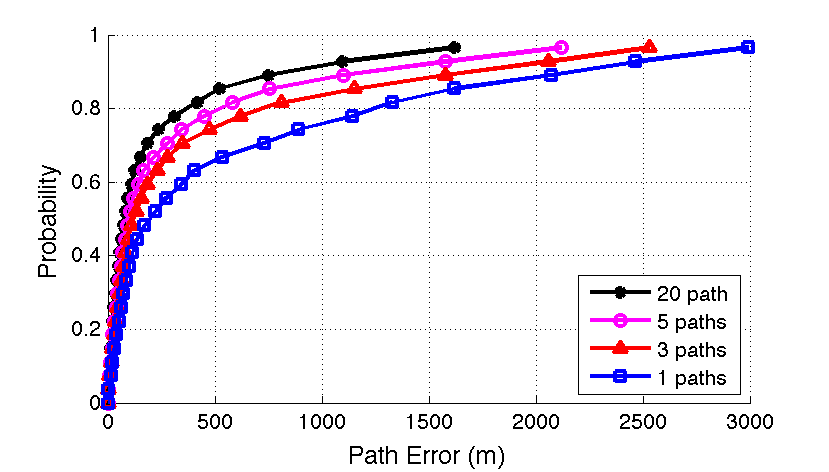 1
0.8
0.6
0.4
0.2
0
Probability
0 500 1000 1500 2000 2500 3000
Path Error (m)
20 path
5 paths
3 paths
1 paths